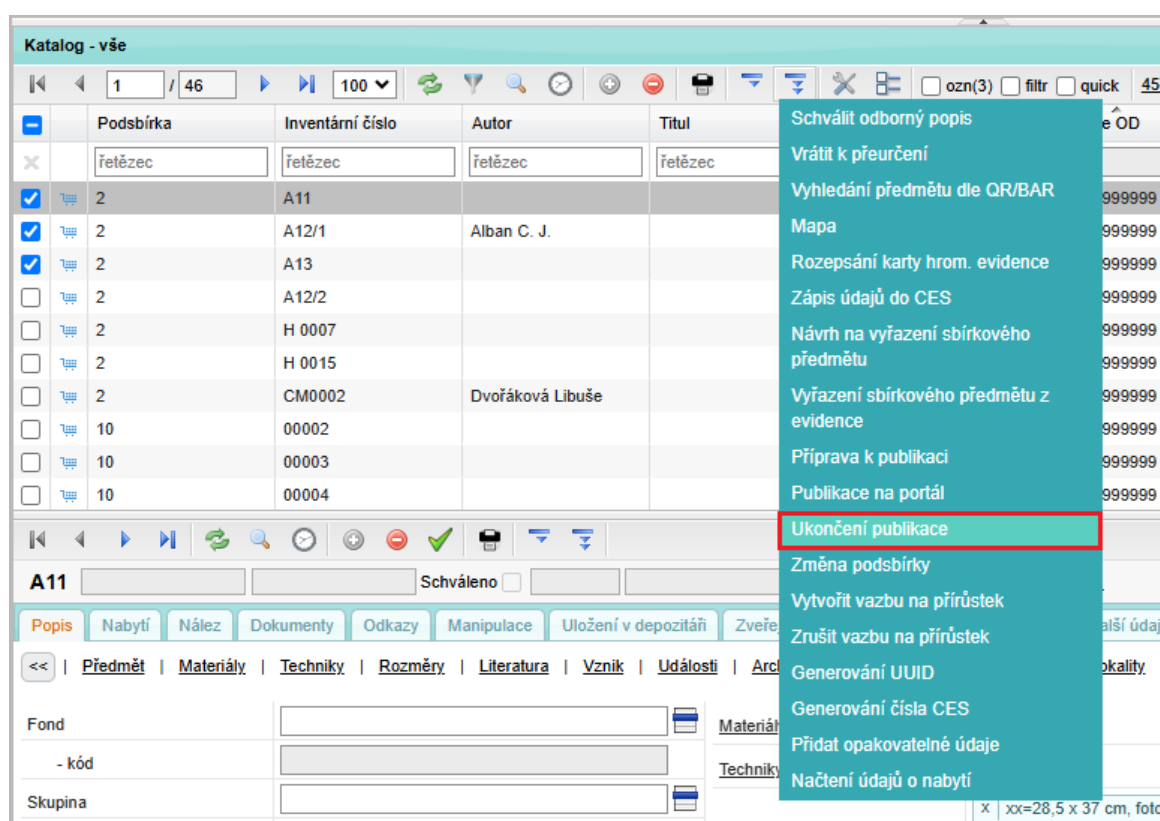 Katalog - vše
1 / 46 100 ozn(3) filtr quick 45
Podsbírka Inventární číslo Autor Titul e OD
řetězec řetězec řetězec řetězec
2 A11 999999
2 A12/1 Alban C. J. 999999
2 A13 999999
2 A12/2 999999
2 H 0007 999999
2 H 0015 999999
2 CM0002 Dvořáková Libuše 999999
10 00002 999999
10 00003 999999
10 00004 999999
Schválit odborný popis
Vrátit k přeurčení
Vyhledání předmětu dle QR/BAR
Mapa
Rozepsání karty hrom. evidence
Zápis údajů do CES
Návrh na vyřazení sbírkového
předmětu
Vyřazení sbírkového předmětu z
evidence
Příprava k publikaci
Publikace na portál
Ukončení publikace
Změna podsbírky
Vytvořit vazbu na přírůstek
Zrušit vazbu na přírůstek
Generování UUID
Generování čísla CES
Přidat opakovatelné údaje
Načtení údajů o nabytí
A11 Schváleno
Popis Nabytí Nález Dokumenty Odkazy Manipulace Uložení v depozitáři Zveře alší údaj
<< | Předmět | Materiály | Techniky | Rozměry | Literatura | Vznik | Události | Arc okality
Fond Materiál
- kód Techniky
Skupina
x xx=28,5 x 37 cm, foto